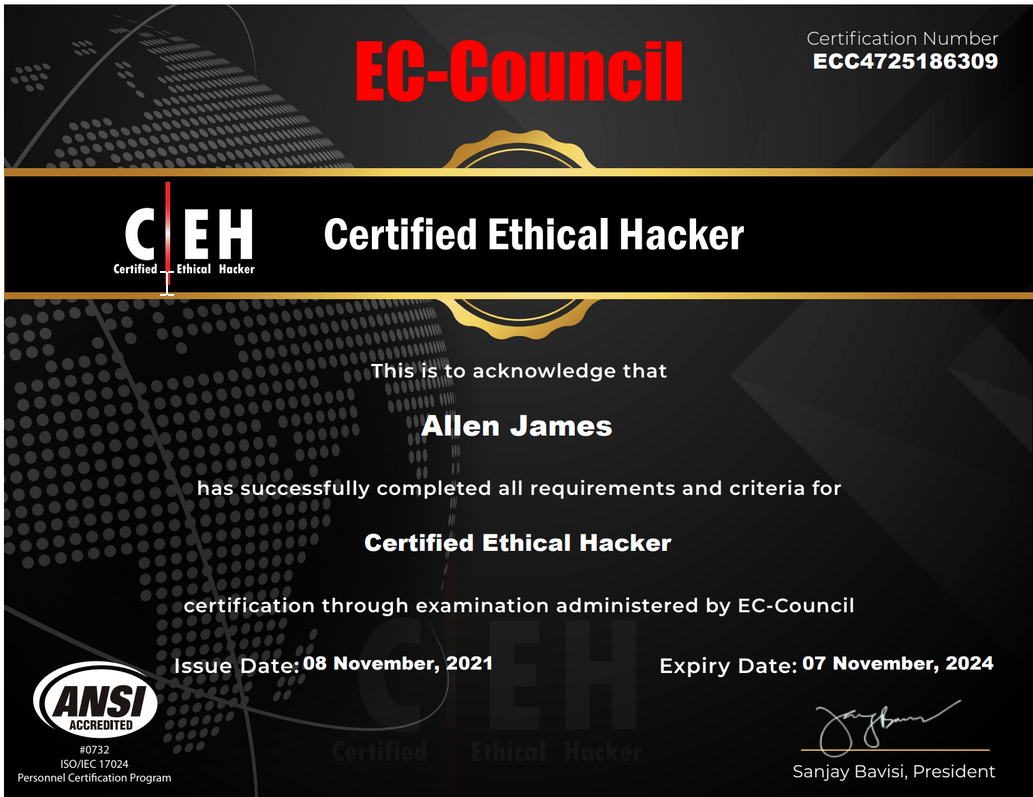 EC-Council
Certification Number
ECC4725186309
C EH
Certified Ethical Hacker
Certified Ethical Hacker
This is to acknowledge that
Allen James
has successfully completed all requirements and criteria for
Certified Ethical Hacker
certification through examination administered by EC-Council
Issue Date: 08 November, 2021
Expiry Date: 07 November, 2024
C EH
Certified Ethical Hacker
ANSI
ACCREDITED
#0732
ISO/IEC 17024
Personnel Certification Program
Sanjay Bavisi, President